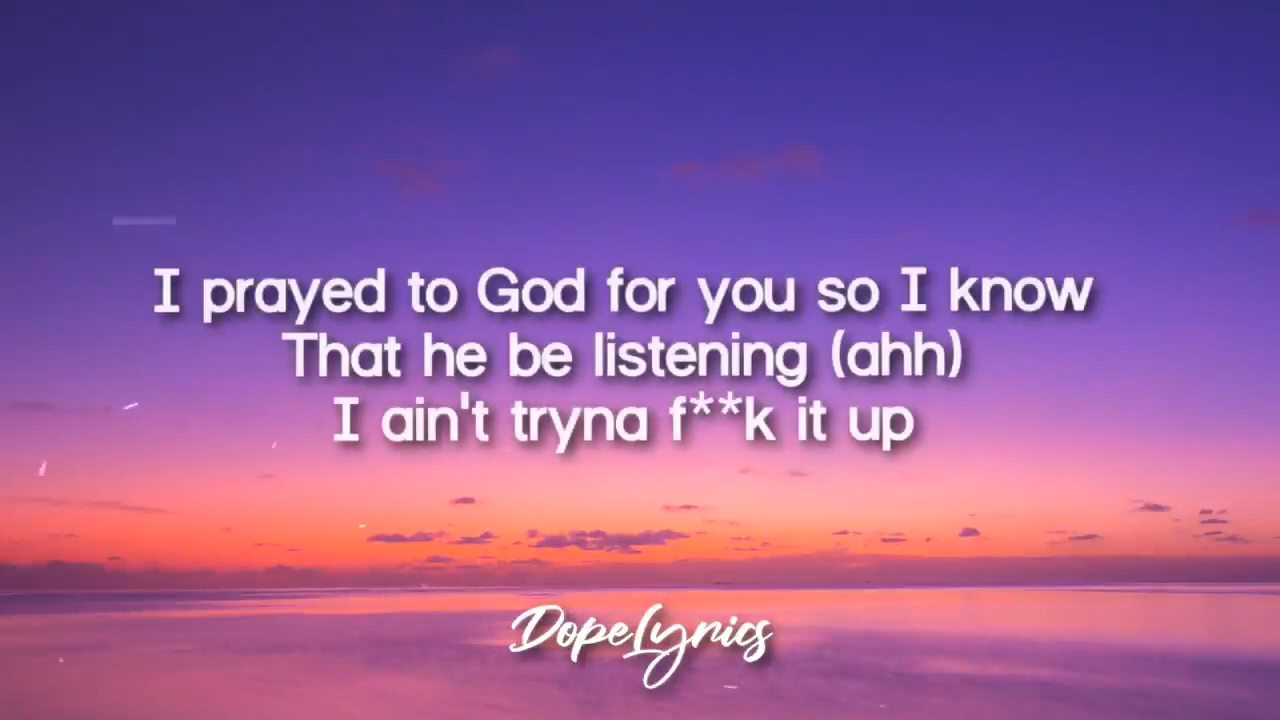 I prayed to God for you so I know
That he be listening (ahh)
I ain't tryna f**k it up
DopeLyrics